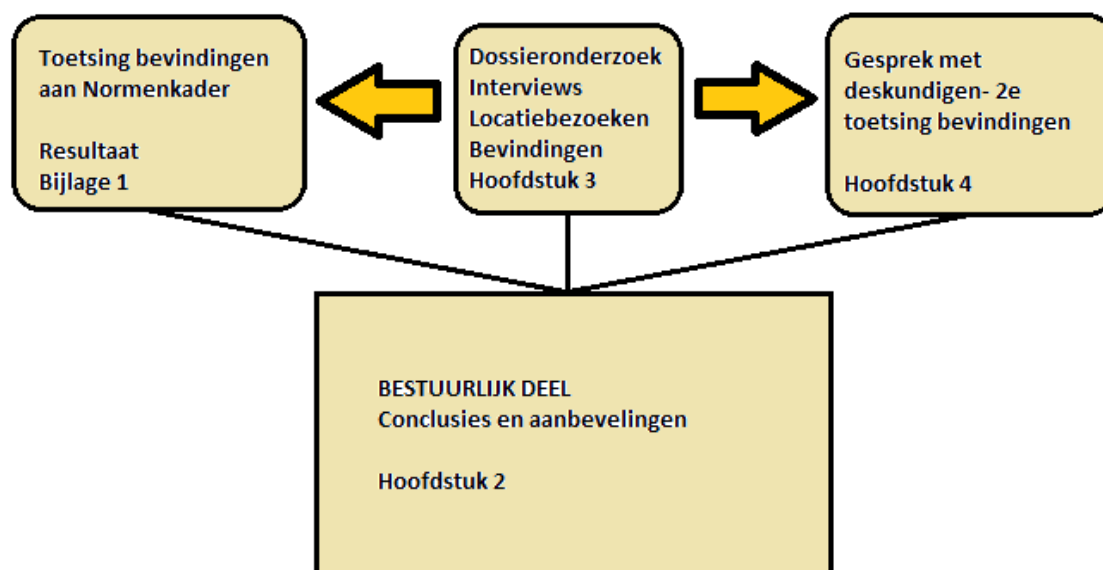 Toetsing bevindingen
aan Normenkader
Resultaat
Bijlage 1
Dossieronderzoek
Interviews
Locatiebezoeken
Bevindingen
Hoofdstuk 3
Gesprek met
deskundigen- 2e
toetsing bevindingen
Hoofdstuk 4
BESTUURLIJK DEEL
Conclusies en aanbevelingen
Hoofdstuk 2